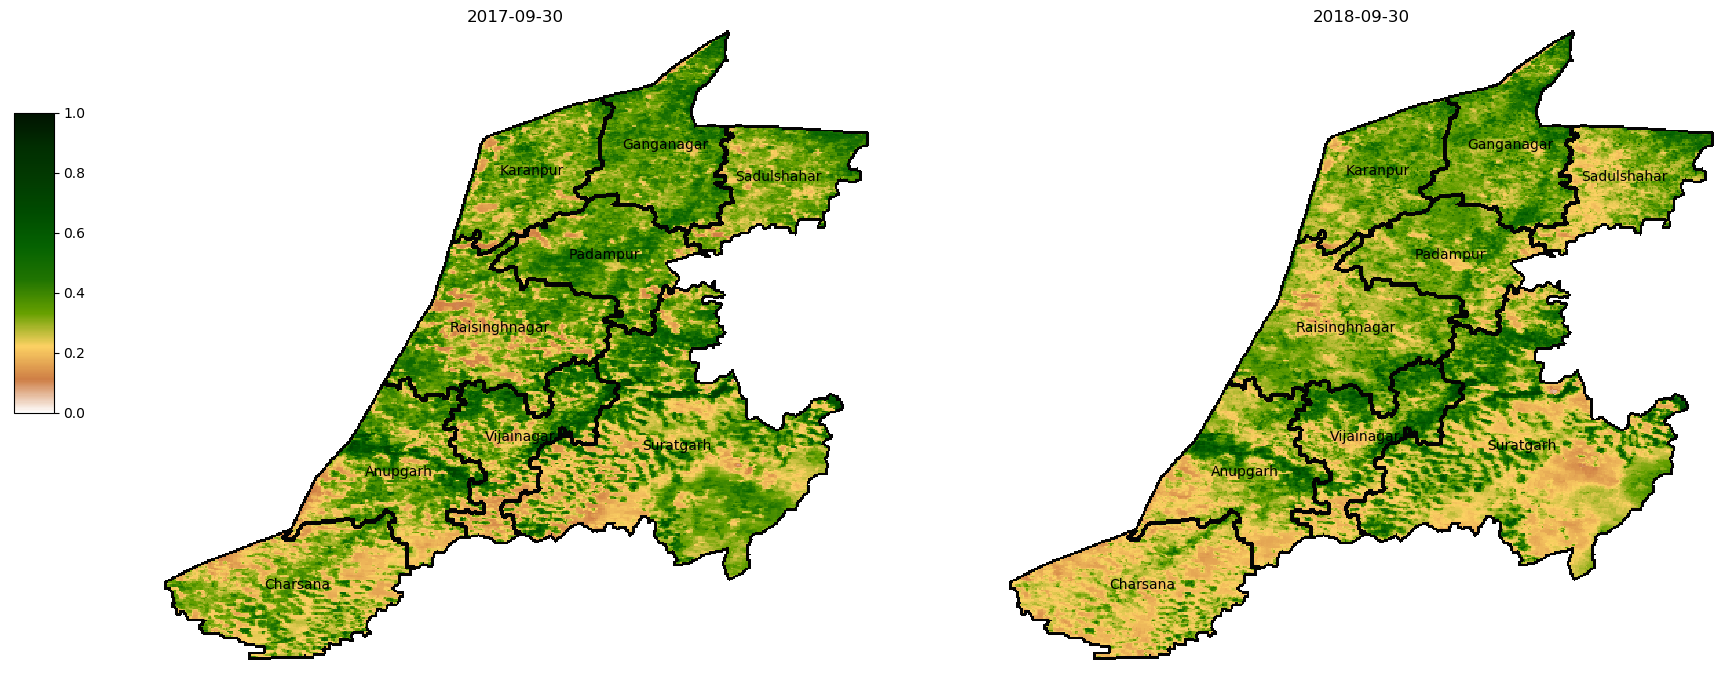 2017-09-30
2018-09-30
1.0
0.8
0.6
0.4
0.2
0.0
Ganganagar
Karanpur
Sadulshahar
Padampur
Raisinghnagar
Vijainagar
Suratgarh
Anupgarh
Charsana
Ganganagar
Karanpur
Sadulshahar
Padampur
Raisinghnagar
Vijainagar
Suratgarh
Anupgarh
Charsana